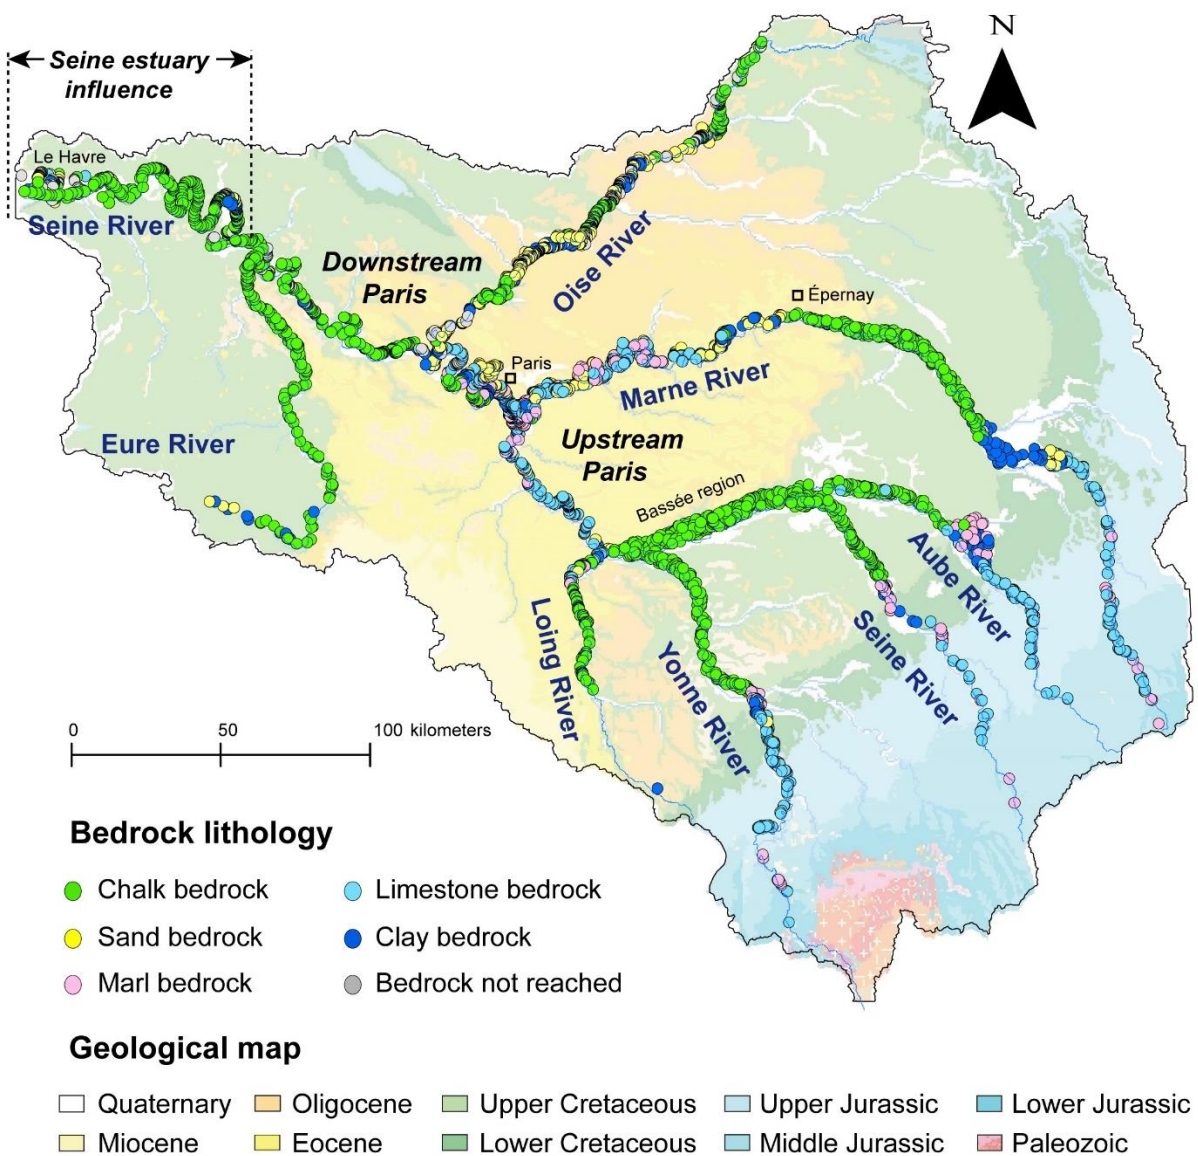 N
Seine estuary
influence
Le Havre
Seine River
Downstream
Paris
Oise River
Épernay
Paris
Marne River
Eure River
Upstream
Paris
Bassée region
Aube River
Seine River
Loing River
Yonne River
0 50 100 kilometers
Bedrock lithology
Chalk bedrock Limestone bedrock
Sand bedrock Clay bedrock
Marl bedrock Bedrock not reached
Geological map
Quaternary Oligocene Upper Cretaceous Upper Jurassic Lower Jurassic
Miocene Eocene Lower Cretaceous Middle Jurassic Paleozoic